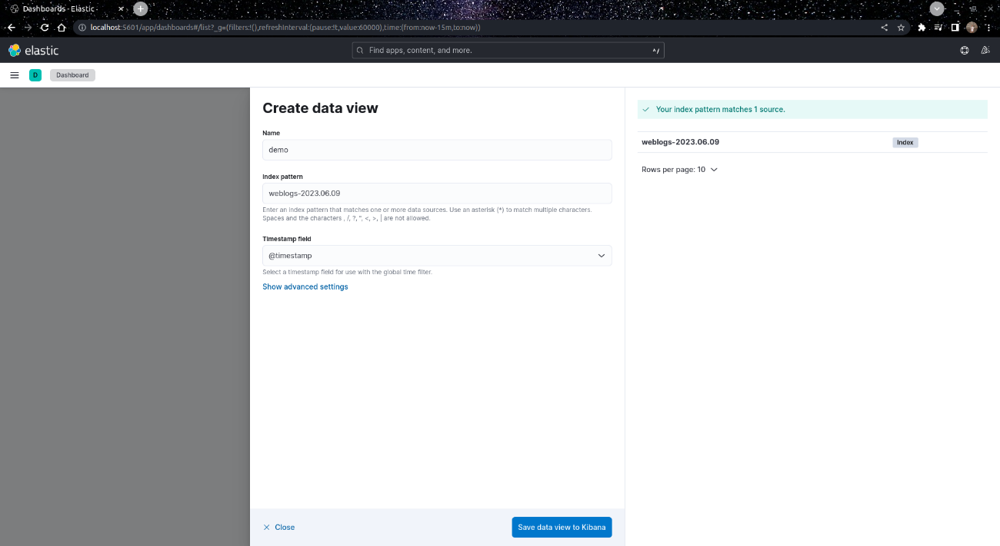 Dashboards - Elastic
localhost:5601/app/dashboards#/list?_g=(filters:!(),refreshInterval:(pause:!t,value:60000),time:(from:now-15m,to:now))
elastic
Find apps, content, and more.
^/
D
Dashboard
Create data view
Name
demo
Index pattern
weblogs-2023.06.09
Enter an index pattern that matches one or more data sources. Use an asterisk (*) to match multiple characters.
Spaces and the characters , /, ?, ", <, >, | are not allowed.
Timestamp field
@timestamp
Select a timestamp field for use with the global time filter.
Show advanced settings
Close
Save data view to Kibana
Your index pattern matches 1 source.
weblogs-2023.06.09
Index
Rows per page: 10